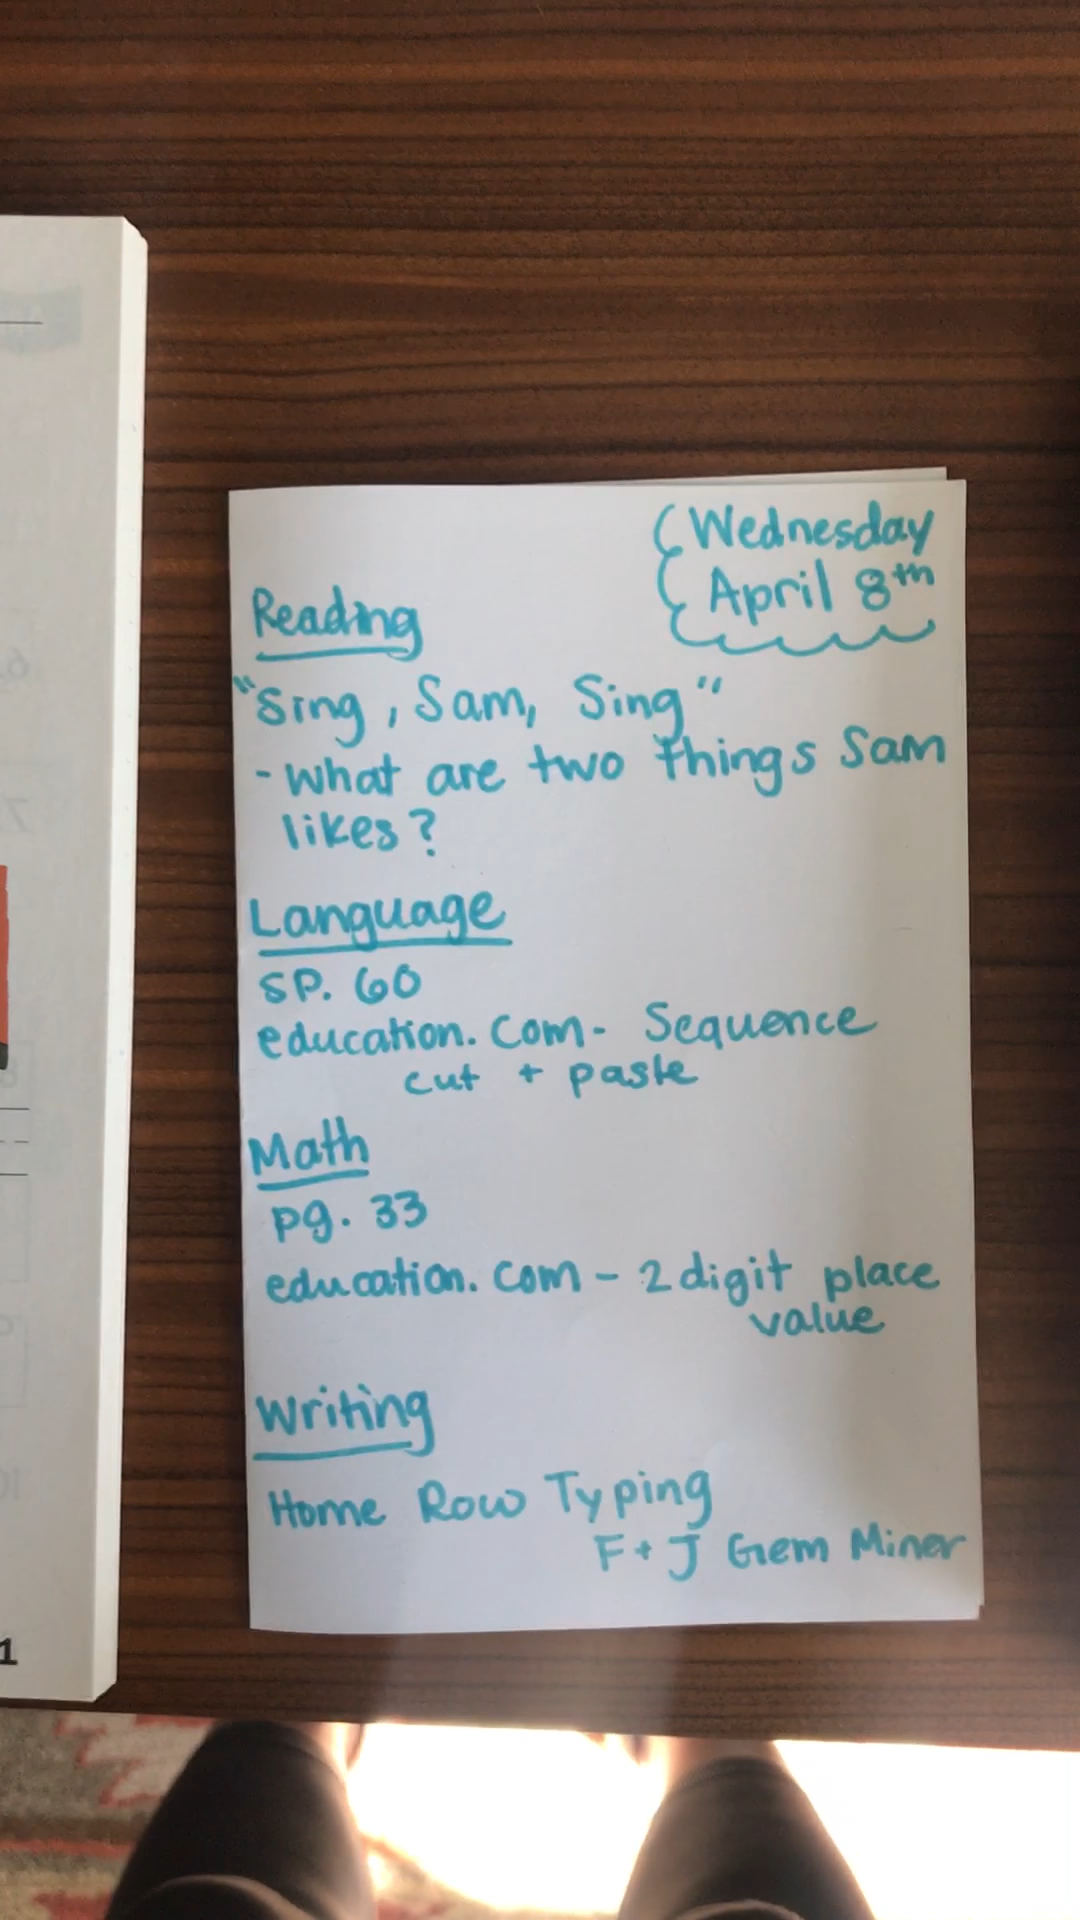 Wednesday
April 8th
Reading
"Sing, Sam, Sing"
- What are two things Sam
likes?
Language
SP. 60
education.com - Sequence
cut + paste
Math
pg. 33
education.com - 2 digit place
value
Writing
Home Row Typing
F + J Gem Miner
1